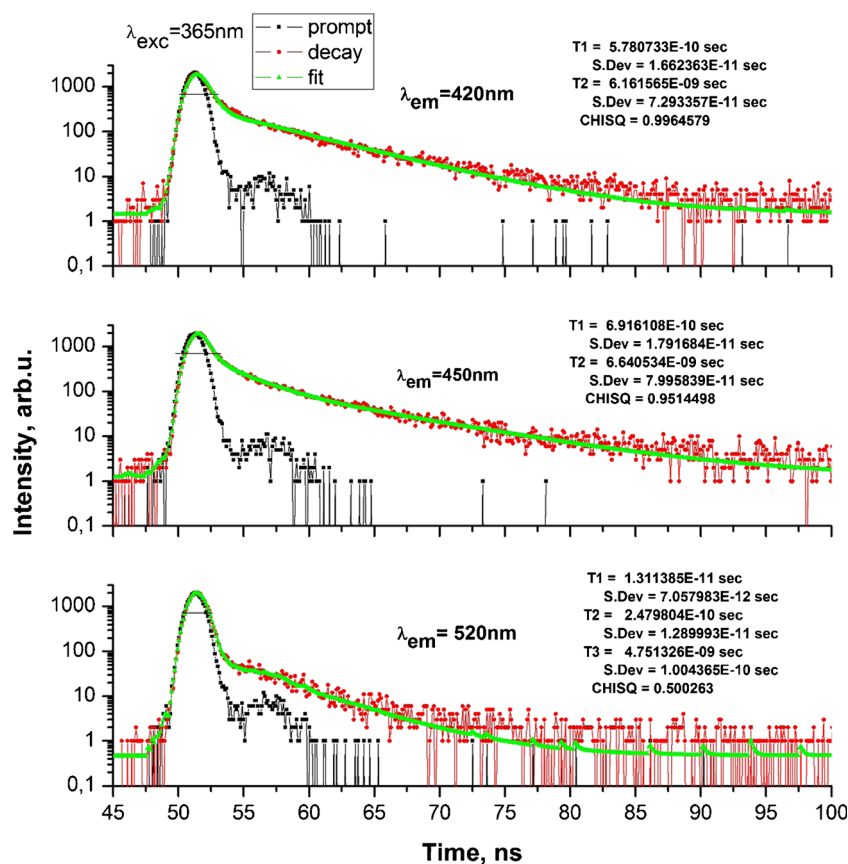 λexc=365nm
prompt
decay
fit
λem=420nm
T1 = 5.780733E-10 sec
S.Dev = 1.662363E-11 sec
T2 = 6.161565E-09 sec
S.Dev = 7.293357E-11 sec
CHISQ = 0.9964579
1000
100
10
1
0,1
λem=450nm
T1 = 6.916108E-10 sec
S.Dev = 1.791684E-11 sec
T2 = 6.640534E-09 sec
S.Dev = 7.995839E-11 sec
CHISQ = 0.9514498
1000
100
10
1
0,1
Intensity, arb.u.
λem= 520nm
T1 = 1.311385E-11 sec
S.Dev = 7.057983E-12 sec
T2 = 2.479804E-10 sec
S.Dev = 1.289993E-11 sec
T3 = 4.751326E-09 sec
S.Dev = 1.004365E-10 sec
CHISQ = 0.500263
1000
100
10
1
0,1
45 50 55 60 65 70 75 80 85 90 95 100
Time, ns